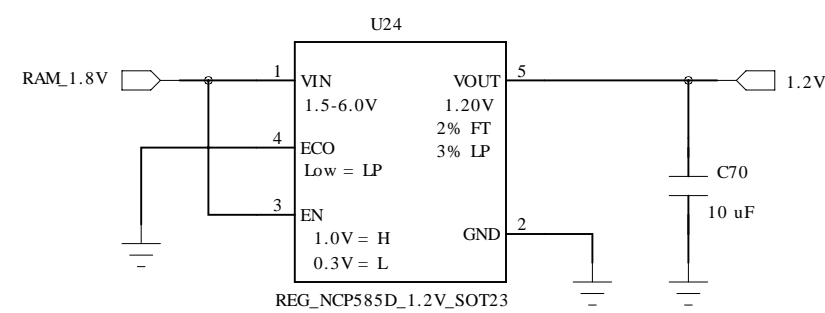 U24
RAM_1.8V
1
VIN
VOUT
5
1.2V
1.5-6.0V
1.20V
2% FT
4
ECO
3% LP
Low = LP
C70
3
EN
10 uF
1.0V = H
GND
2
0.3V = L
REG_NCP585D_1.2V_SOT23